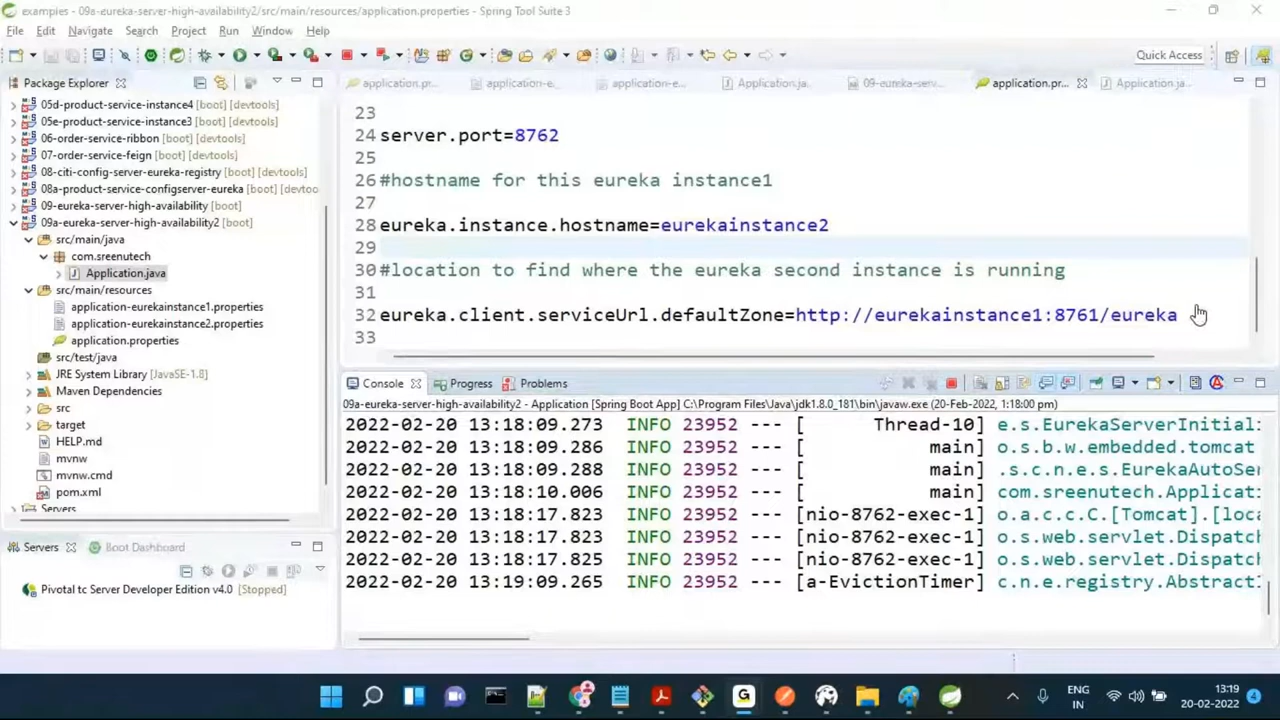 examples - 09a-eureka-server-high-availability2/src/main/resources/application.properties - Spring Tool Suite 3
File Edit Navigate Search Project Run Window Help
Quick Access
Package Explorer
05d-product-service-instance4 [boot] [devtools]
05e-product-service-instance3 [boot] [devtools]
06-order-service-ribbon [boot] [devtools]
07-order-service-feign [boot] [devtools]
08-citi-config-server-eureka-registry [boot] [devtools]
08a-product-service-configserver-eureka [boot] [devtoo
09-eureka-server-high-availability [boot]
09a-eureka-server-high-availability2 [boot]
src/main/java
com.sreenutech
Application.java
src/main/resources
application-eurekainstance1.properties
application-eurekainstance2.properties
application.properties
src/test/java
JRE System Library [JavaSE-1.8]
Maven Dependencies
src
target
HELP.md
mvnw
mvnw.cmd
pom.xml
Servers
Servers Boot Dashboard
Pivotal tc Server Developer Edition v4.0 [Stopped]
application.pr... application-e... application-e... Application.ja... 09-eureka-serv... application.pr... Application.ja...
23
24 server.port=8762
25
26 #hostname for this eureka instance1
27
28 eureka.instance.hostname=eurekainstance2
29
30 #location to find where the eureka second instance is running
31
32 eureka.client.serviceUrl.defaultZone=http://eurekainstance1:8761/eureka
33
Console Progress Problems
09a-eureka-server-high-availability2 - Application [Spring Boot App] C:\Program Files\Java\jdk1.8.0_181\bin\javaw.exe (20-Feb-2022, 1:18:00 pm)
2022-02-20 13:18:09.273 INFO 23952 --- [ Thread-10] e.s.EurekaServerInitiali
2022-02-20 13:18:09.286 INFO 23952 --- [ main] o.s.b.w.embedded.tomcat
2022-02-20 13:18:09.288 INFO 23952 --- [ main] .s.c.n.e.s.EurekaAutoSer
2022-02-20 13:18:10.006 INFO 23952 --- [ main] com.sreenutech.Applicati
2022-02-20 13:18:17.823 INFO 23952 --- [nio-8762-exec-1] o.a.c.c.C.[Tomcat].[loca
2022-02-20 13:18:17.823 INFO 23952 --- [nio-8762-exec-1] o.s.web.servlet.Dispatch
2022-02-20 13:18:17.825 INFO 23952 --- [nio-8762-exec-1] o.s.web.servlet.Dispatch
2022-02-20 13:19:09.265 INFO 23952 --- [a-EvictionTimer] c.n.e.registry.Abstract
ENG
IN
13:19
20-02-2022